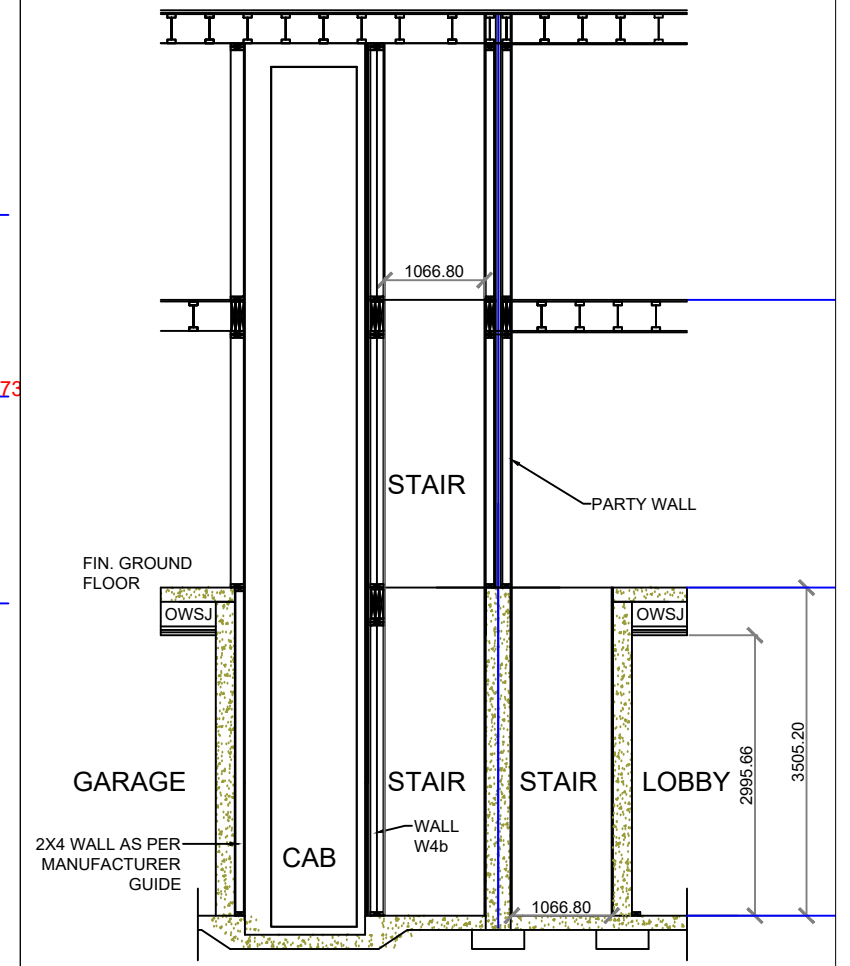 1066.80
73
STAIR
PARTY WALL
FIN. GROUND
FLOOR
OWSJ
OWSJ
GARAGE
STAIR
STAIR
LOBBY
2995.66
3505.20
2X4 WALL AS PER
MANUFACTURER
GUIDE
CAB
WALL
W4b
1066.80